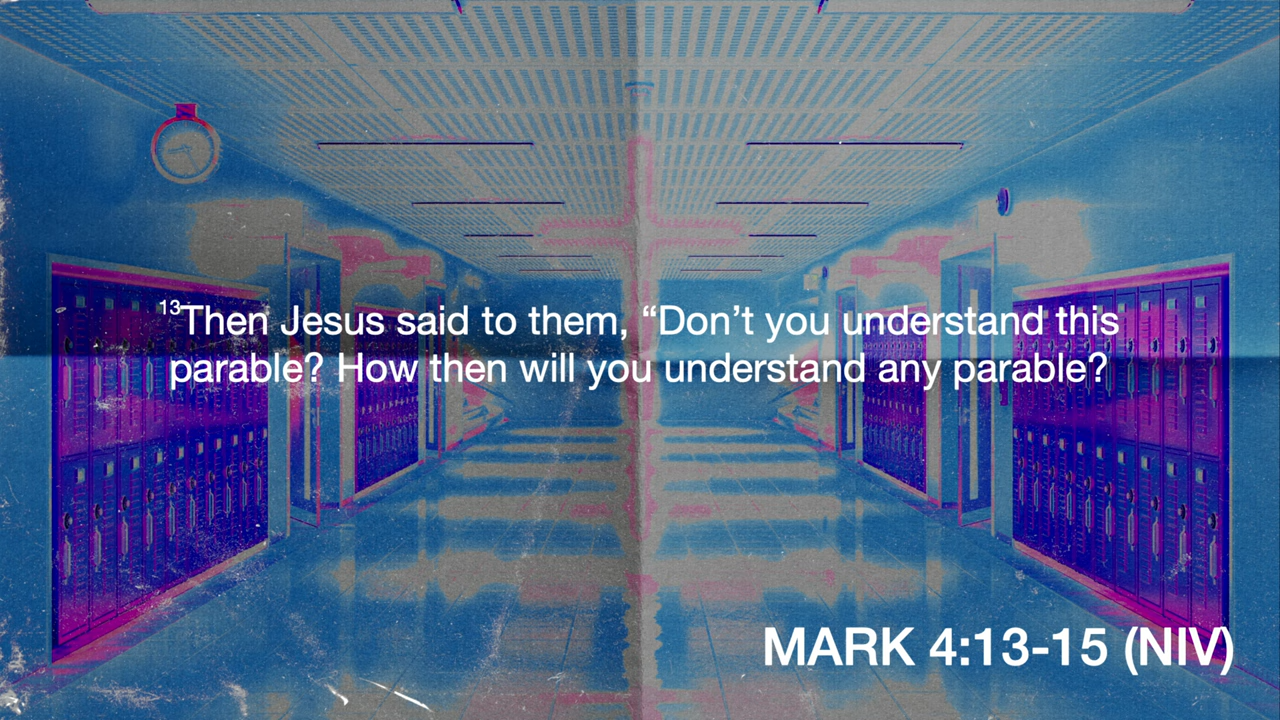 13Then Jesus said to them, “Don’t you understand this
parable? How then will you understand any parable?
MARK 4:13-15 (NIV)